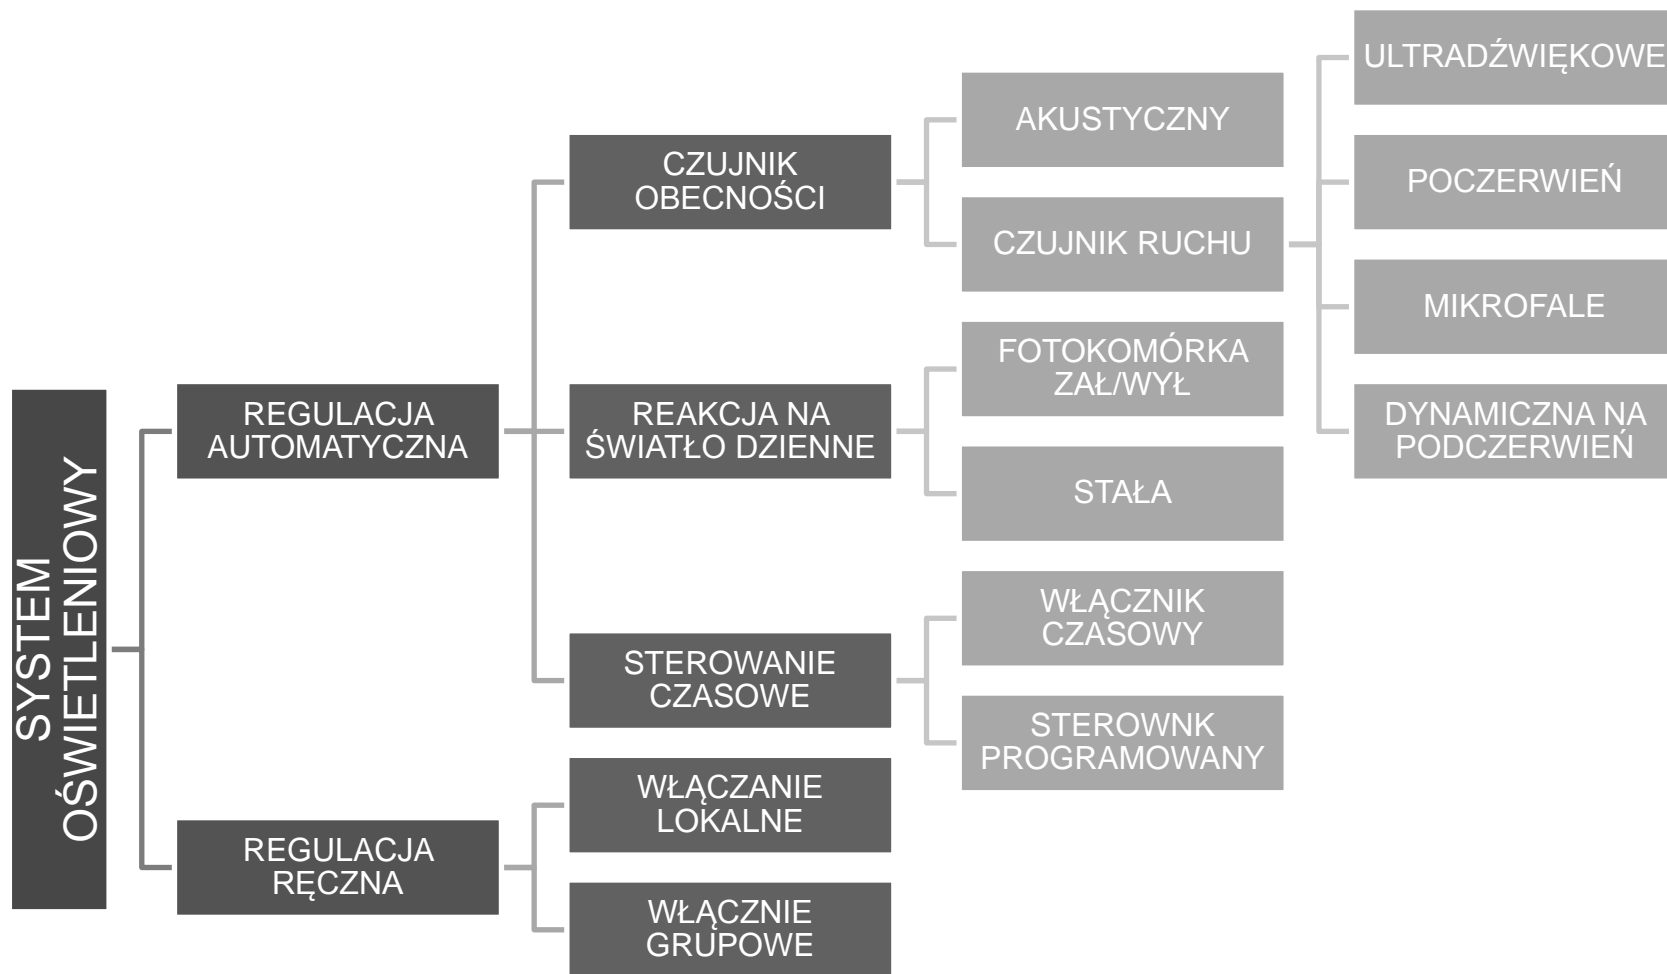 SYSTEM
OŚWIETLENIOWY
REGULACJA
AUTOMATYCZNA
CZUJNIK
OBECNOŚCI
AKUSTYCZNY
CZUJNIK RUCHU
ULTRADŹWIĘKOWE
POCZERWIEŃ
MIKROFALE
DYNAMICZNA NA
PODCZERWIEŃ
REAKCJA NA
ŚWIATŁO DZIENNE
FOTOKOMÓRKA
ZAŁ/WYŁ
STAŁA
STEROWANIE
CZASOWE
WŁĄCZNIK
CZASOWY
STEROWNK
PROGRAMOWANY
REGULACJA
RĘCZNA
WŁĄCZANIE
LOKALNE
WŁĄCZNIE
GRUPOWE